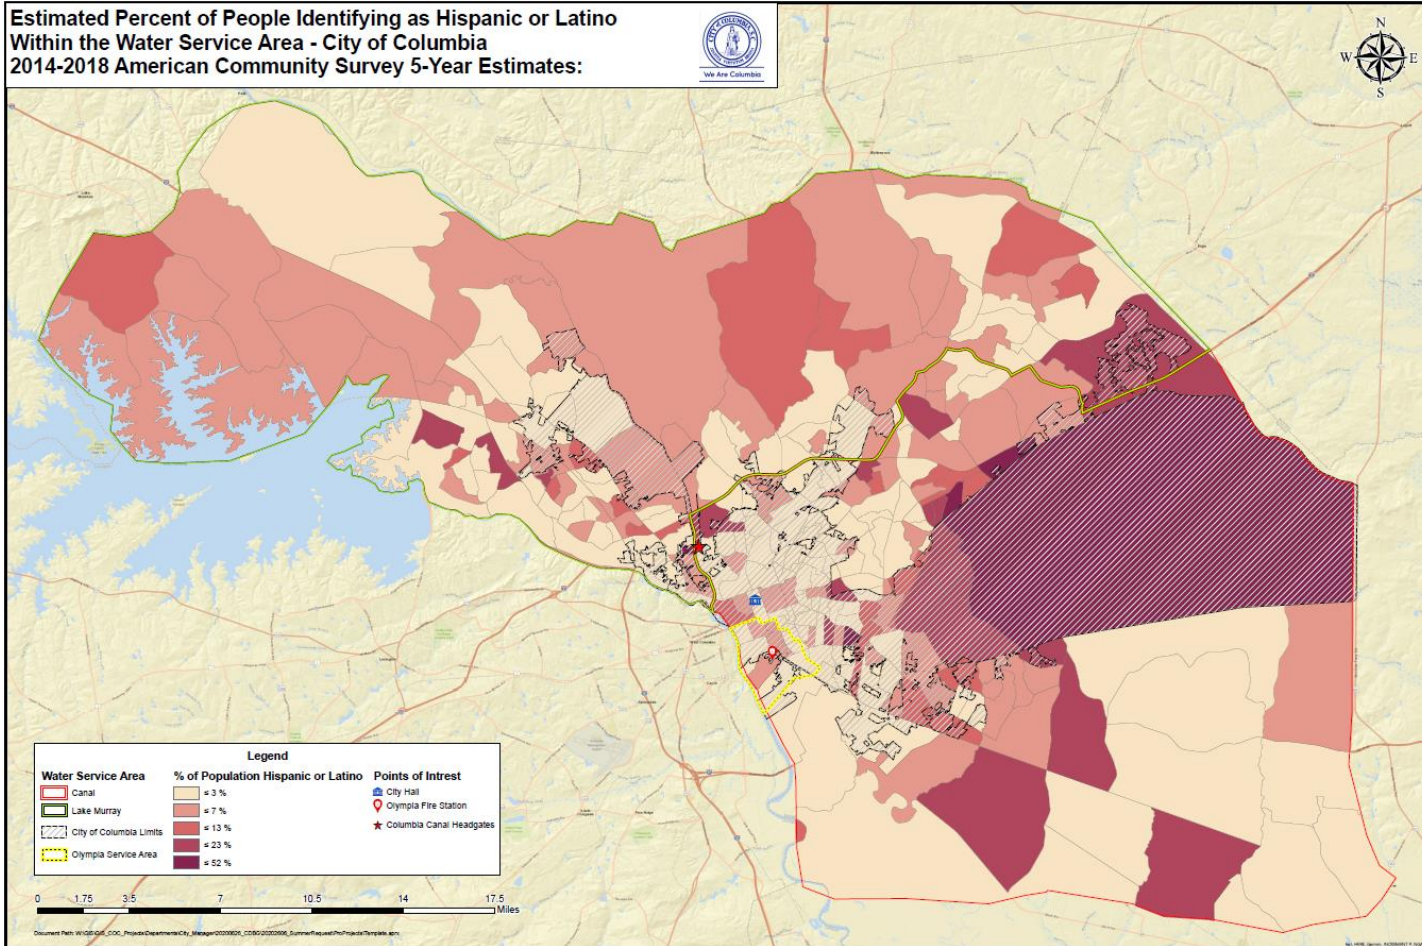 Estimated Percent of People Identifying as Hispanic or Latino
Within the Water Service Area - City of Columbia
2014-2018 American Community Survey 5-Year Estimates:
We Are Columbia
N
W
E
S
Legend
Water Service Area
Canal
Lake Murray
City of Columbia Limits
Olympia Service Area
% of Population Hispanic or Latino
≤ 3 %
≤ 7 %
≤ 13 %
≤ 23 %
≤ 52 %
Points of Intrest
City Hall
Olympia Fire Station
Columbia Canal Headgates
0 1.75 3.5 7 10.5 14 17.5
Miles